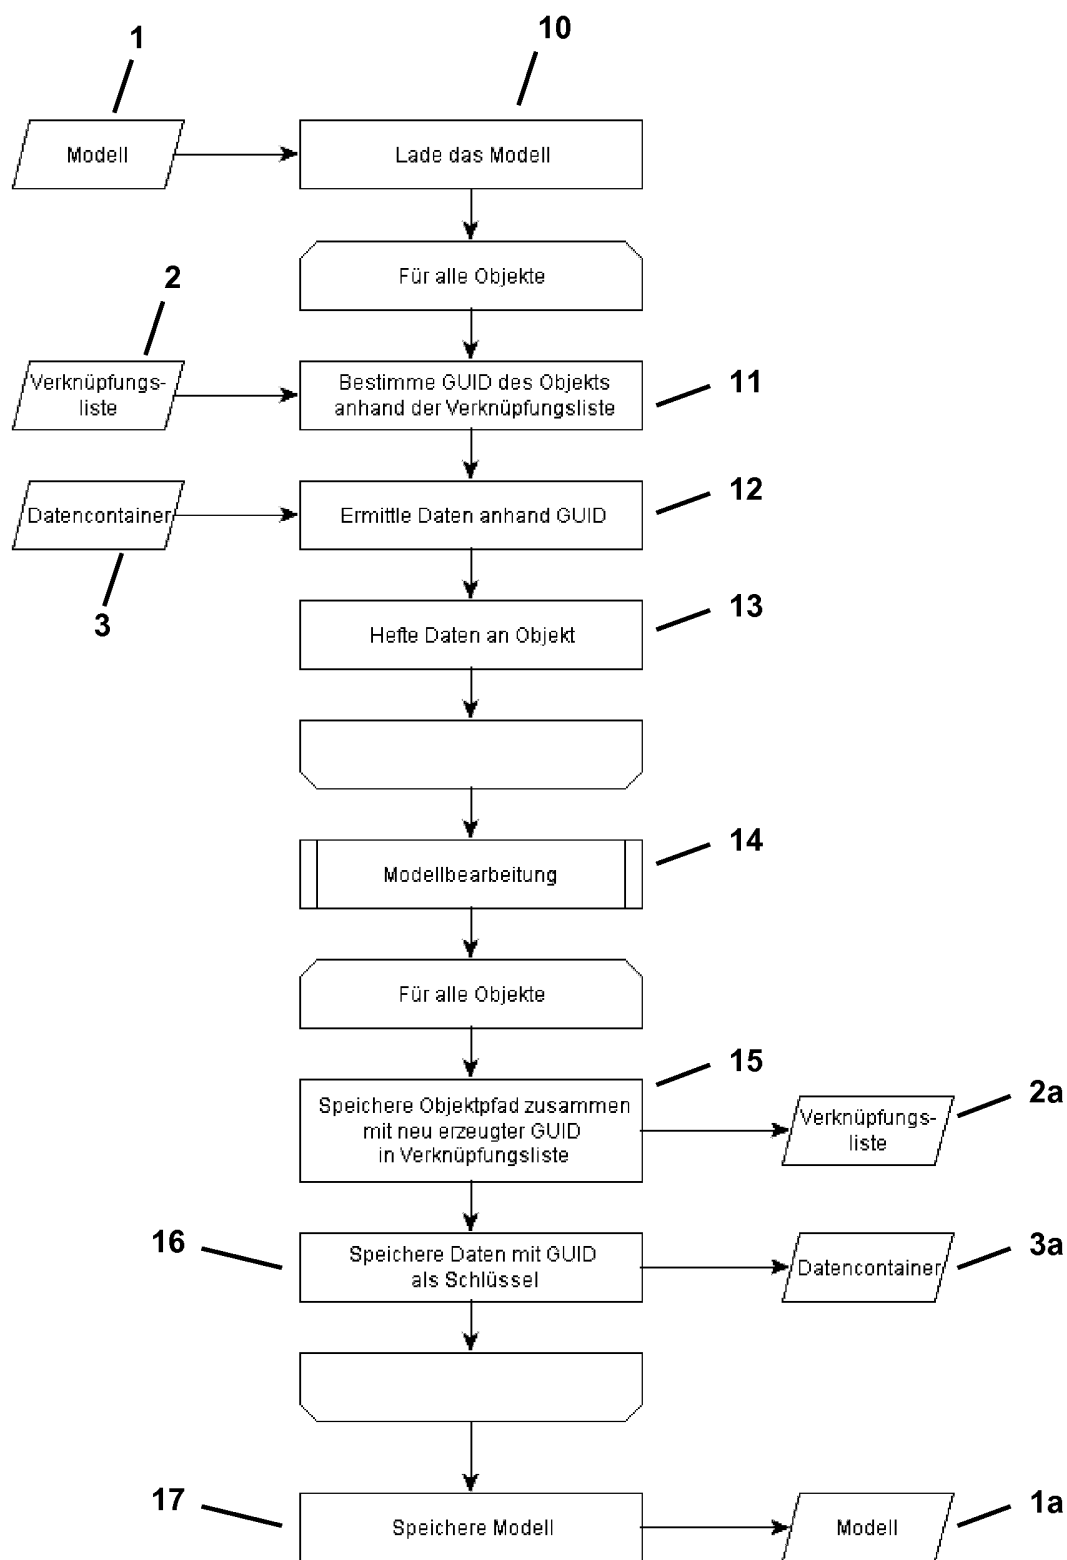 1
10
Modell
Lade das Modell
Für alle Objekte
2
Verknüpfungs-
liste
Bestimme GUID des Objekts
anhand der Verknüpfungsliste
11
Datencontainer
Ermittle Daten anhand GUID
12
3
Hefte Daten an Objekt
13
Modellbearbeitung
14
Für alle Objekte
15
Speichere Objektpfad zusammen
mit neu erzeugter GUID
in Verknüpfungsliste
Verknüpfungs-
liste
2a
16
Speichere Daten mit GUID
als Schlüssel
Datencontainer
3a
17
Speichere Modell
Modell
1a